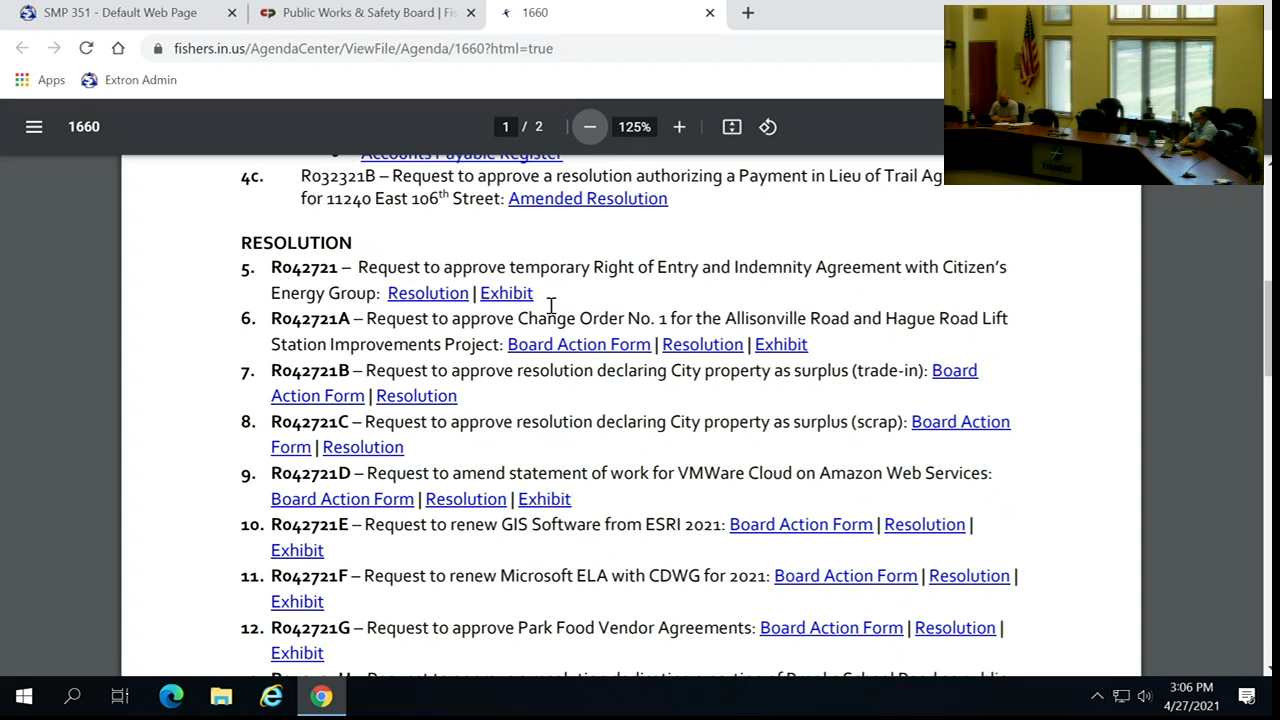 SMP 351 - Default Web Page
Public Works & Safety Board | Fis
1660
fishers.in.us/AgendaCenter/ViewFile/Agenda/1660?html=true
Apps Extron Admin
1660 1 / 2 125%
Accounts Payable Register
4c. R032321B – Request to approve a resolution authorizing a Payment in Lieu of Trail Ag
for 11240 East 106th Street: Amended Resolution
RESOLUTION
5. R042721 – Request to approve temporary Right of Entry and Indemnity Agreement with Citizen's
Energy Group: Resolution | Exhibit
6. R042721A – Request to approve Change Order No. 1 for the Allisonville Road and Hague Road Lift
Station Improvements Project: Board Action Form | Resolution | Exhibit
7. R042721B – Request to approve resolution declaring City property as surplus (trade-in): Board
Action Form | Resolution
8. R042721C – Request to approve resolution declaring City property as surplus (scrap): Board Action
Form | Resolution
9. R042721D – Request to amend statement of work for VMWare Cloud on Amazon Web Services:
Board Action Form | Resolution | Exhibit
10. R042721E – Request to renew GIS Software from ESRI 2021: Board Action Form | Resolution |
Exhibit
11. R042721F – Request to renew Microsoft ELA with CDWG for 2021: Board Action Form | Resolution |
Exhibit
12. R042721G – Request to approve Park Food Vendor Agreements: Board Action Form | Resolution |
Exhibit
3:06 PM
4/27/2021